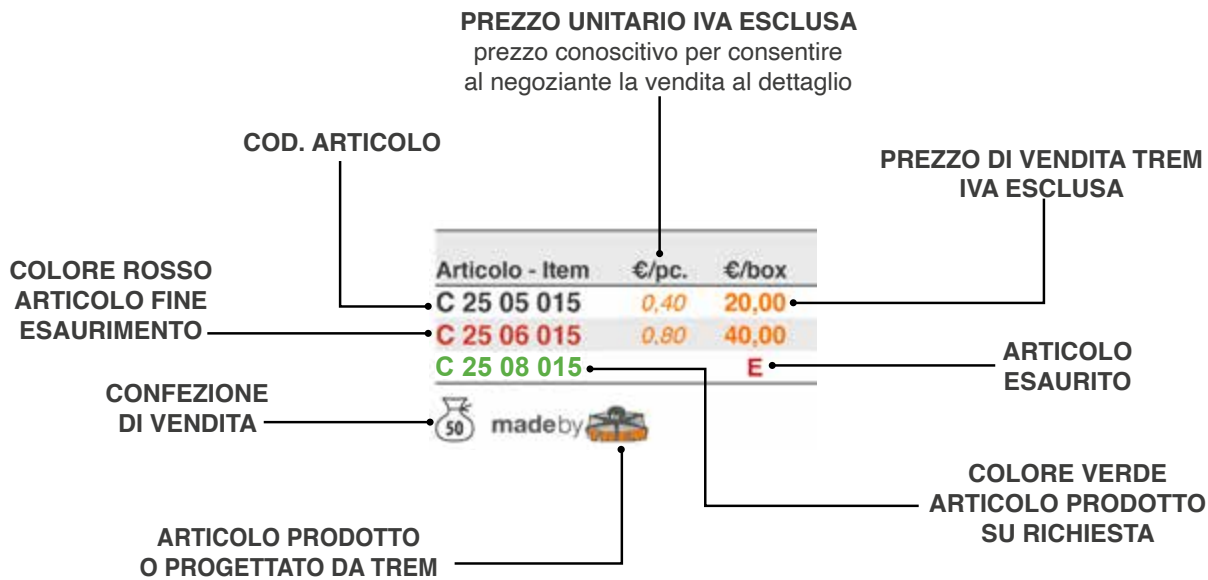 PREZZO UNITARIO IVA ESCLUSA
prezzo conoscitivo per consentire
al negoziante la vendita al dettaglio
COD. ARTICOLO
PREZZO DI VENDITA TREM
IVA ESCLUSA
COLORE ROSSO
ARTICOLO FINE
ESAURIMENTO
Articolo - Item €/pc. €/box
C 25 05 015 0,40 20,00
C 25 06 015 0,80 40,00
C 25 08 015 E
ARTICOLO
ESAURITO
CONFEZIONE
DI VENDITA
50 madeby
COLORE VERDE
ARTICOLO PRODOTTO
SU RICHIESTA
ARTICOLO PRODOTTO
O PROGETTATO DA TREM